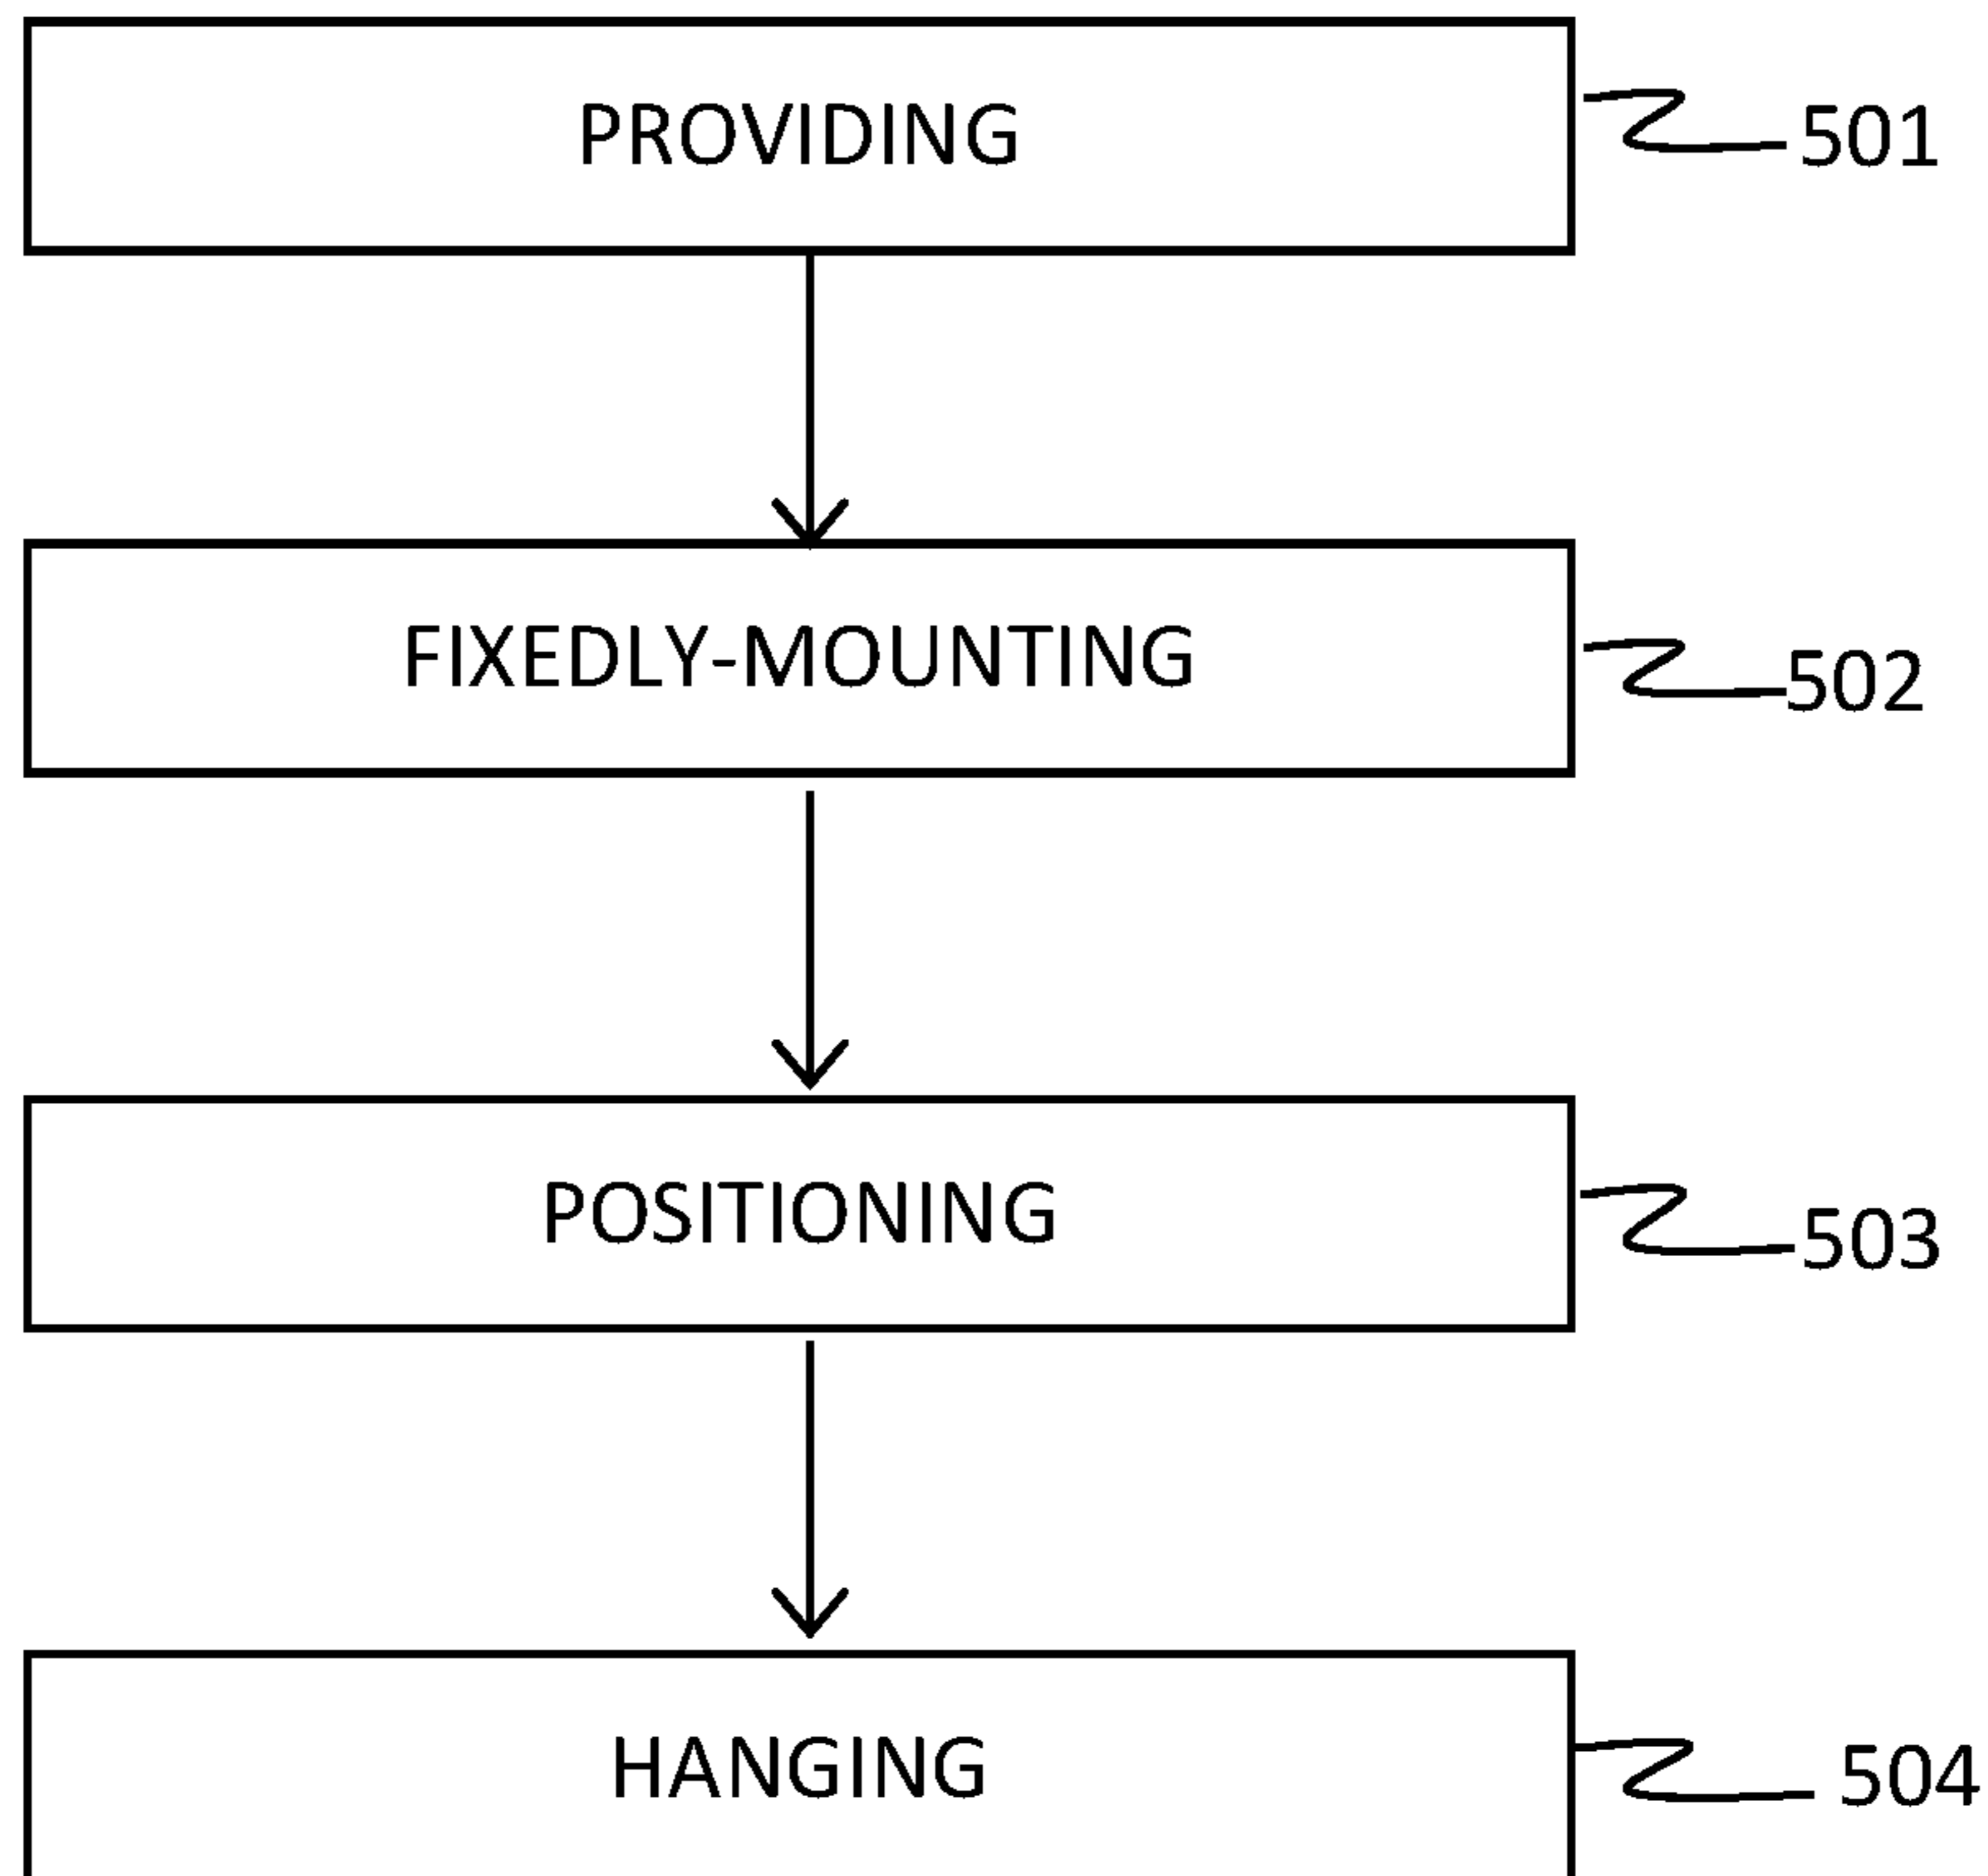 PROVIDING
501
FIXEDLY-MOUNTING
502
POSITIONING
503
HANGING
504